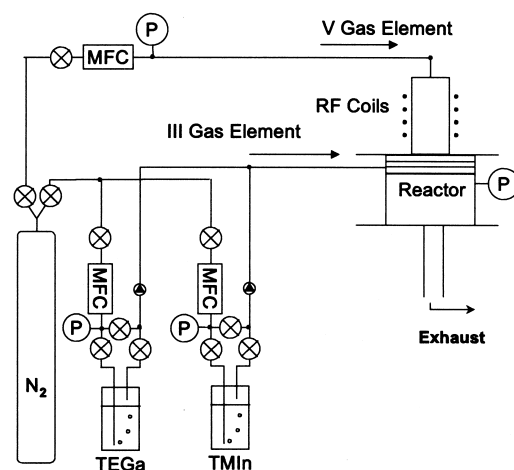 P
V Gas Element
MFC
RF Coils
III Gas Element
Reactor
P
MFC
MFC
P
P
Exhaust
N₂
TEGa
TMIn